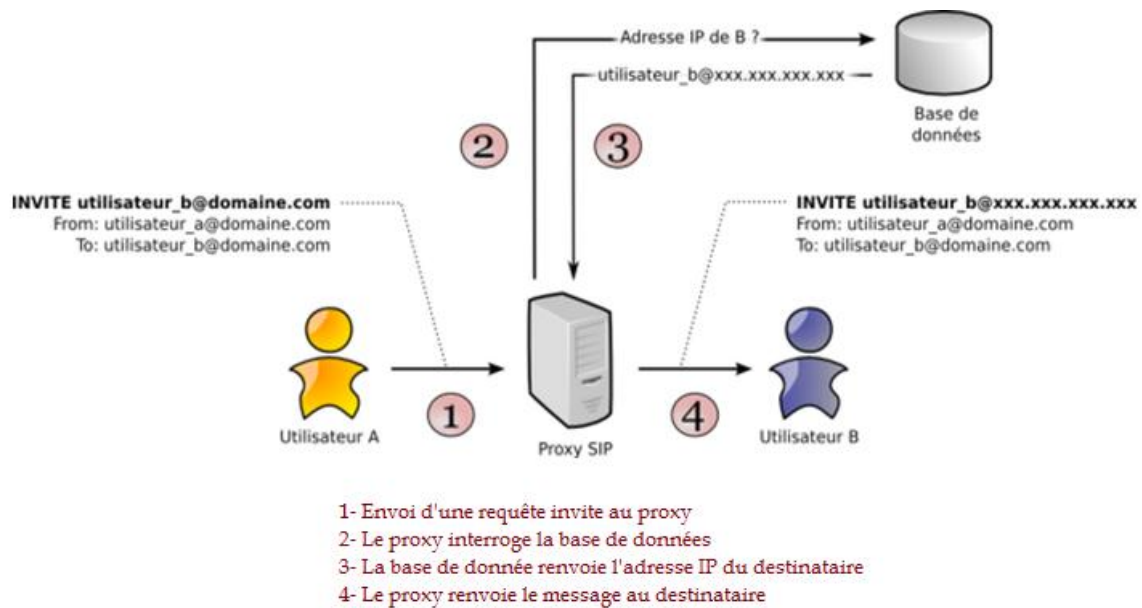 Adresse IP de B ?
utilisateur_b@xxx.xxx.xxx.xxx
Base de
données
2
3
INVITE utilisateur_b@domaine.com
From: utilisateur_a@domaine.com
To: utilisateur_b@domaine.com
INVITE utilisateur_b@xxx.xxx.xxx.xxx
From: utilisateur_a@domaine.com
To: utilisateur_b@domaine.com
1
4
Utilisateur A
Proxy SIP
Utilisateur B
1- Envoi d'une requête invite au proxy
2- Le proxy interroge la base de données
3- La base de donnée renvoie l'adresse IP du destinataire
4- Le proxy renvoie le message au destinataire